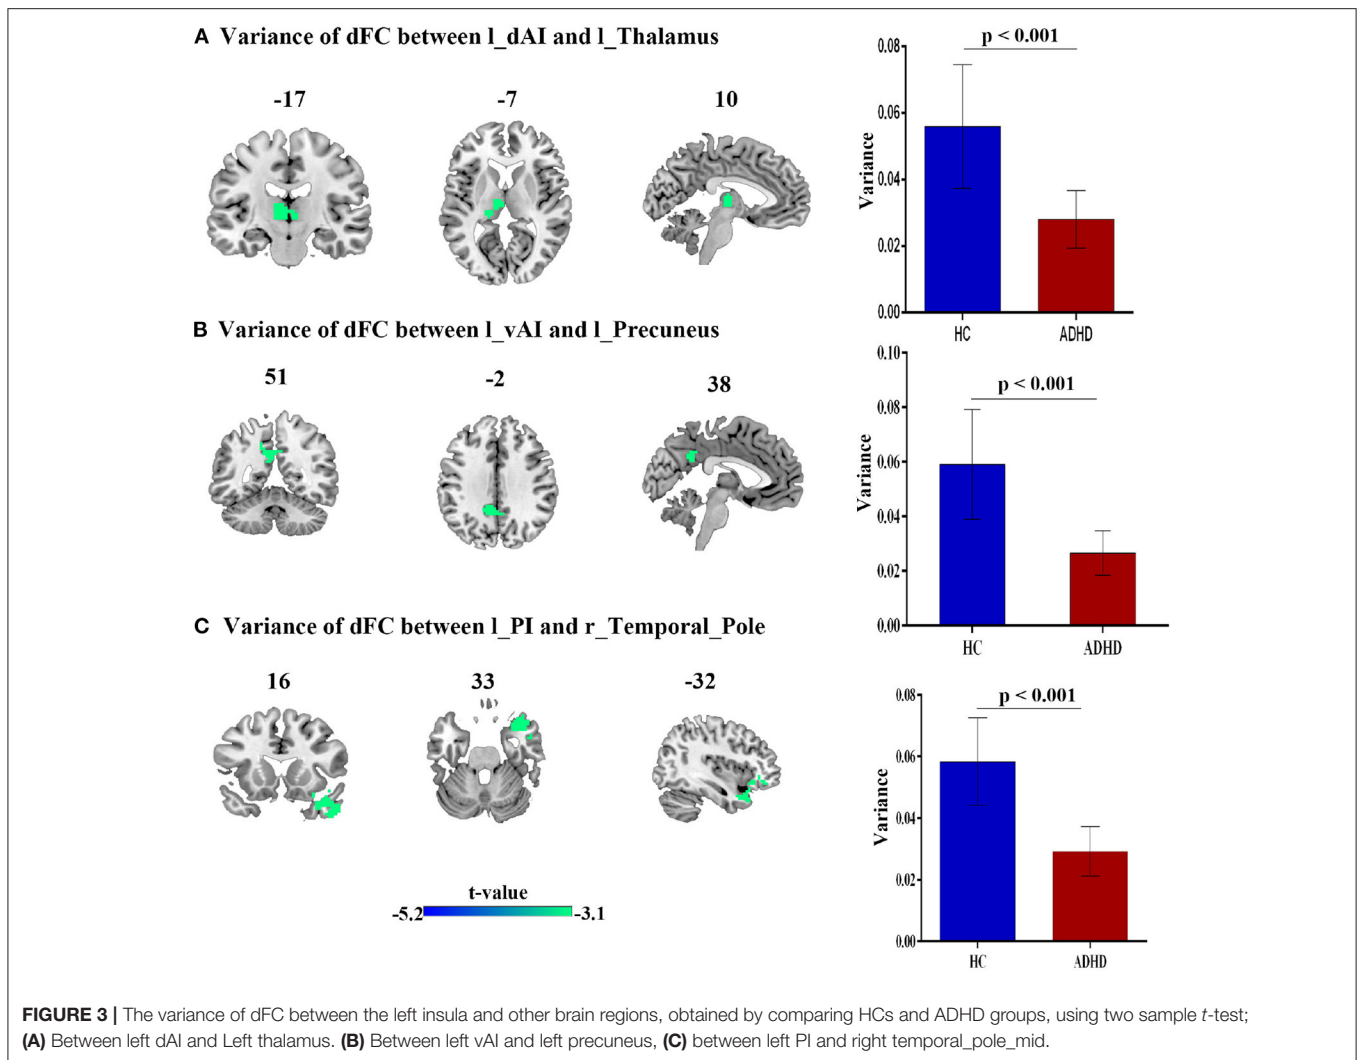 A Variance of dFC between l_dAI and l_Thalamus
-17
-7
10
p < 0.001
Variance
0.08
0.06
0.04
0.02
0.00
HC
ADHD
B Variance of dFC between l_vAI and l_Precuneus
51
-2
38
p < 0.001
Variance
0.10
0.08
0.06
0.04
0.02
0.00
HC
ADHD
C Variance of dFC between l_PI and r_Temporal_Pole
16
33
-32
p < 0.001
Variance
0.08
0.06
0.04
0.02
0.00
HC
ADHD
t-value
-5.2
-3.1
FIGURE 3 | The variance of dFC between the left insula and other brain regions, obtained by comparing HCs and ADHD groups, using two sample t-test;
(A) Between left dAI and Left thalamus. (B) Between left vAI and left precuneus, (C) between left PI and right temporal_pole_mid.